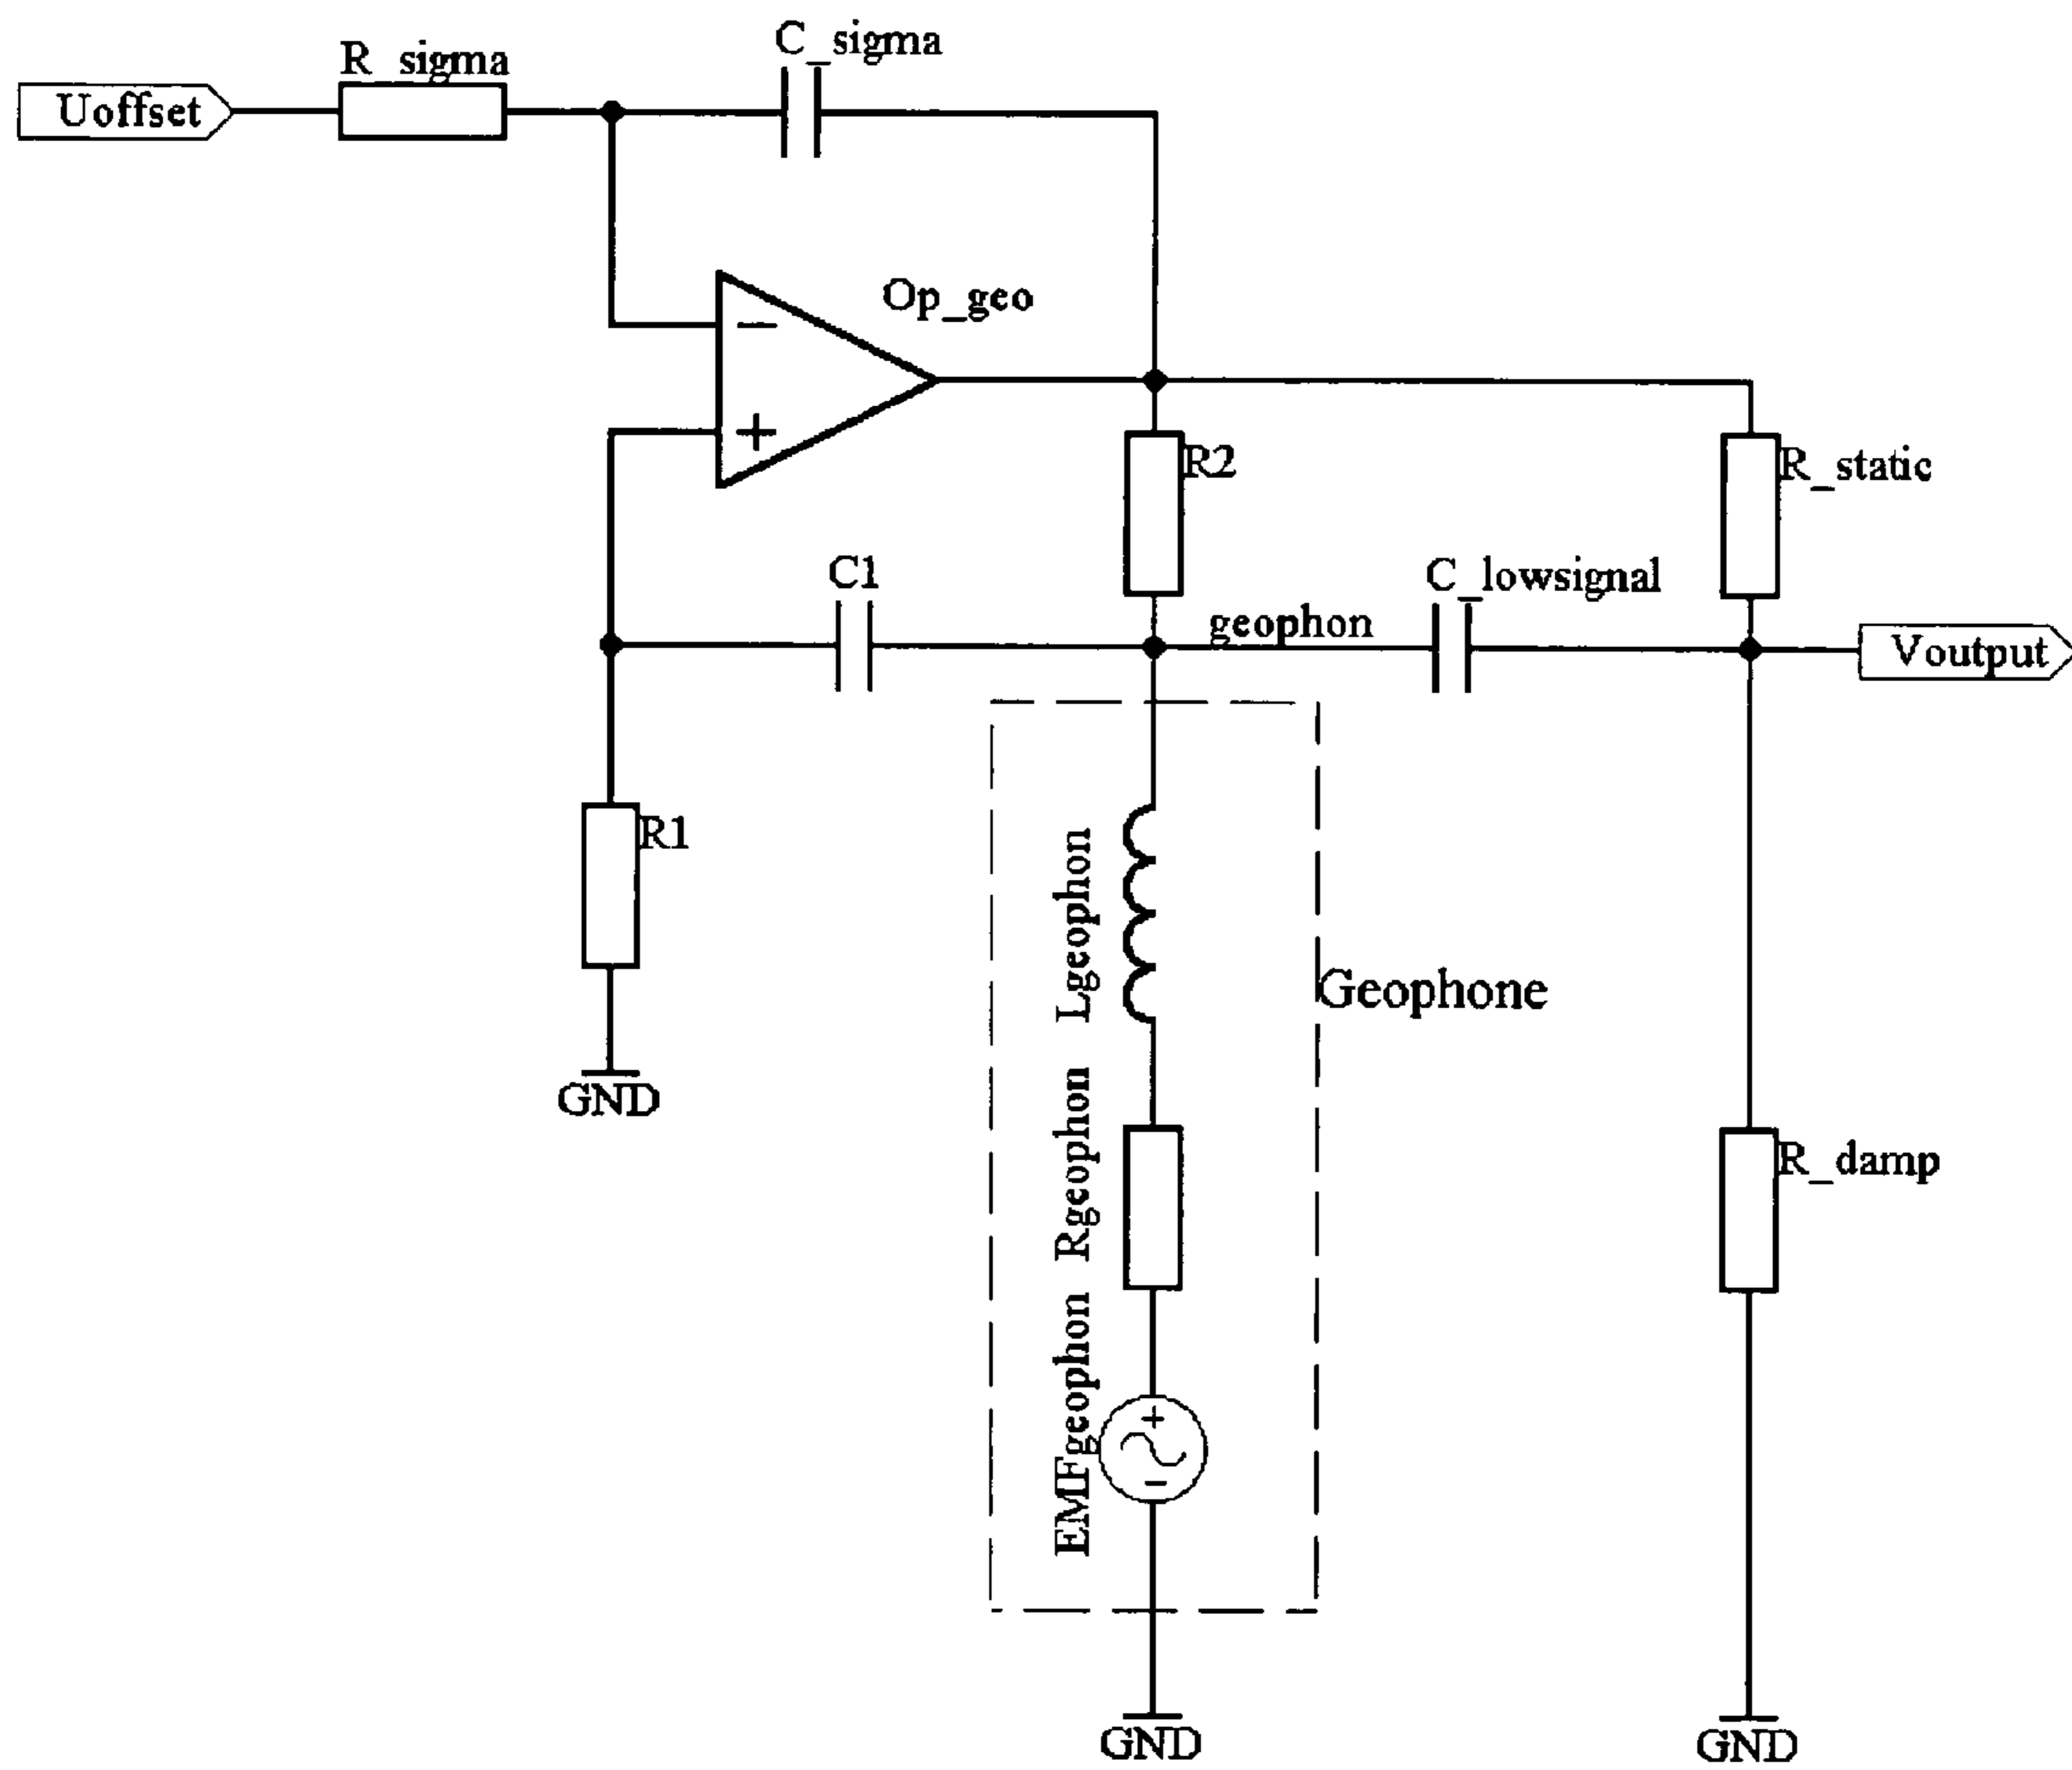 C_sigma
R_sigma
Uoffset
Op_geo
−
+
R2
R_static
C1
C_lowsignal
geophon
Voutput
R1
Lgeophon
Geophone
GND
Rgeophon
R_damp
EMFgeophon
+
−
GND
GND